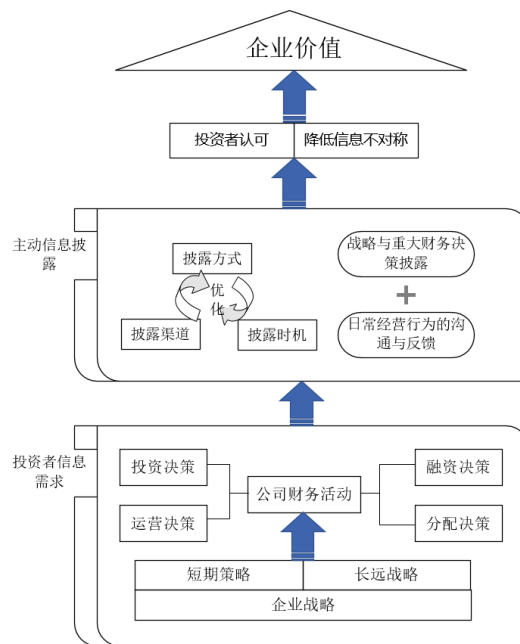 企业价值
投资者认可
降低信息不对称
主动信息披
露
披露方式
优
化
披露渠道
披露时机
战略与重大财务决
策披露
日常经营行为的沟
通与反馈
投资者信息
需求
投资决策
运营决策
公司财务活动
融资决策
分配决策
短期策略
长远战略
企业战略